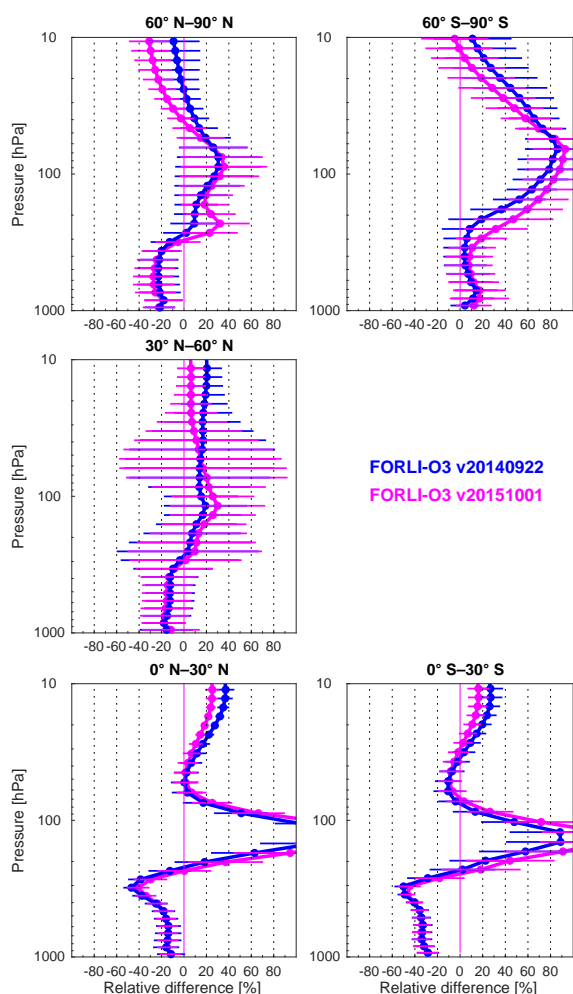 60° N–90° N
60° S–90° S
10
100
1000
Pressure [hPa]
-80 -60 -40 -20 0 20 40 60 80
10
100
1000
Pressure [hPa]
-80 -60 -40 -20 0 20 40 60 80
30° N–60° N
10
100
1000
Pressure [hPa]
-80 -60 -40 -20 0 20 40 60 80
FORLI-O3 v20140922
FORLI-O3 v20151001
0° N–30° N
0° S–30° S
10
100
1000
Pressure [hPa]
-80 -60 -40 -20 0 20 40 60 80
Relative difference [%]
10
100
1000
Pressure [hPa]
-80 -60 -40 -20 0 20 40 60 80
Relative difference [%]